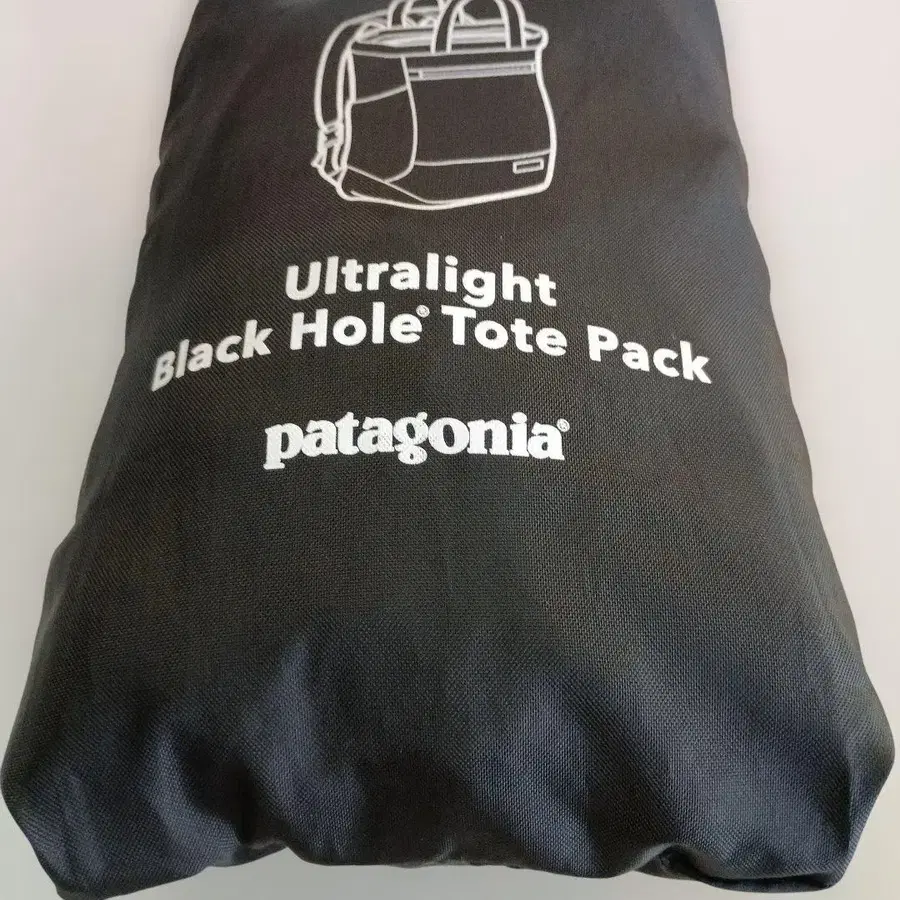 Ultralight
Black Hole® Tote Pack
patagonia®